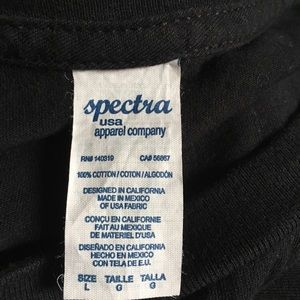 spectra
usa
apparel company
RN# 140319 CA# 56667
100% COTTON / COTON / ALGODÓN
DESIGNED IN CALIFORNIA
MADE IN MEXICO
OF USA FABRIC
CONÇU EN CALIFORNIE
FAIT AU MEXIQUE
DE MATERIEL D'USA
DISEÑADO EN CALIFORNIA
HECHO EN MEXICO
CON TELA DE E.U.
SIZE TAILLE TALLA
L G G